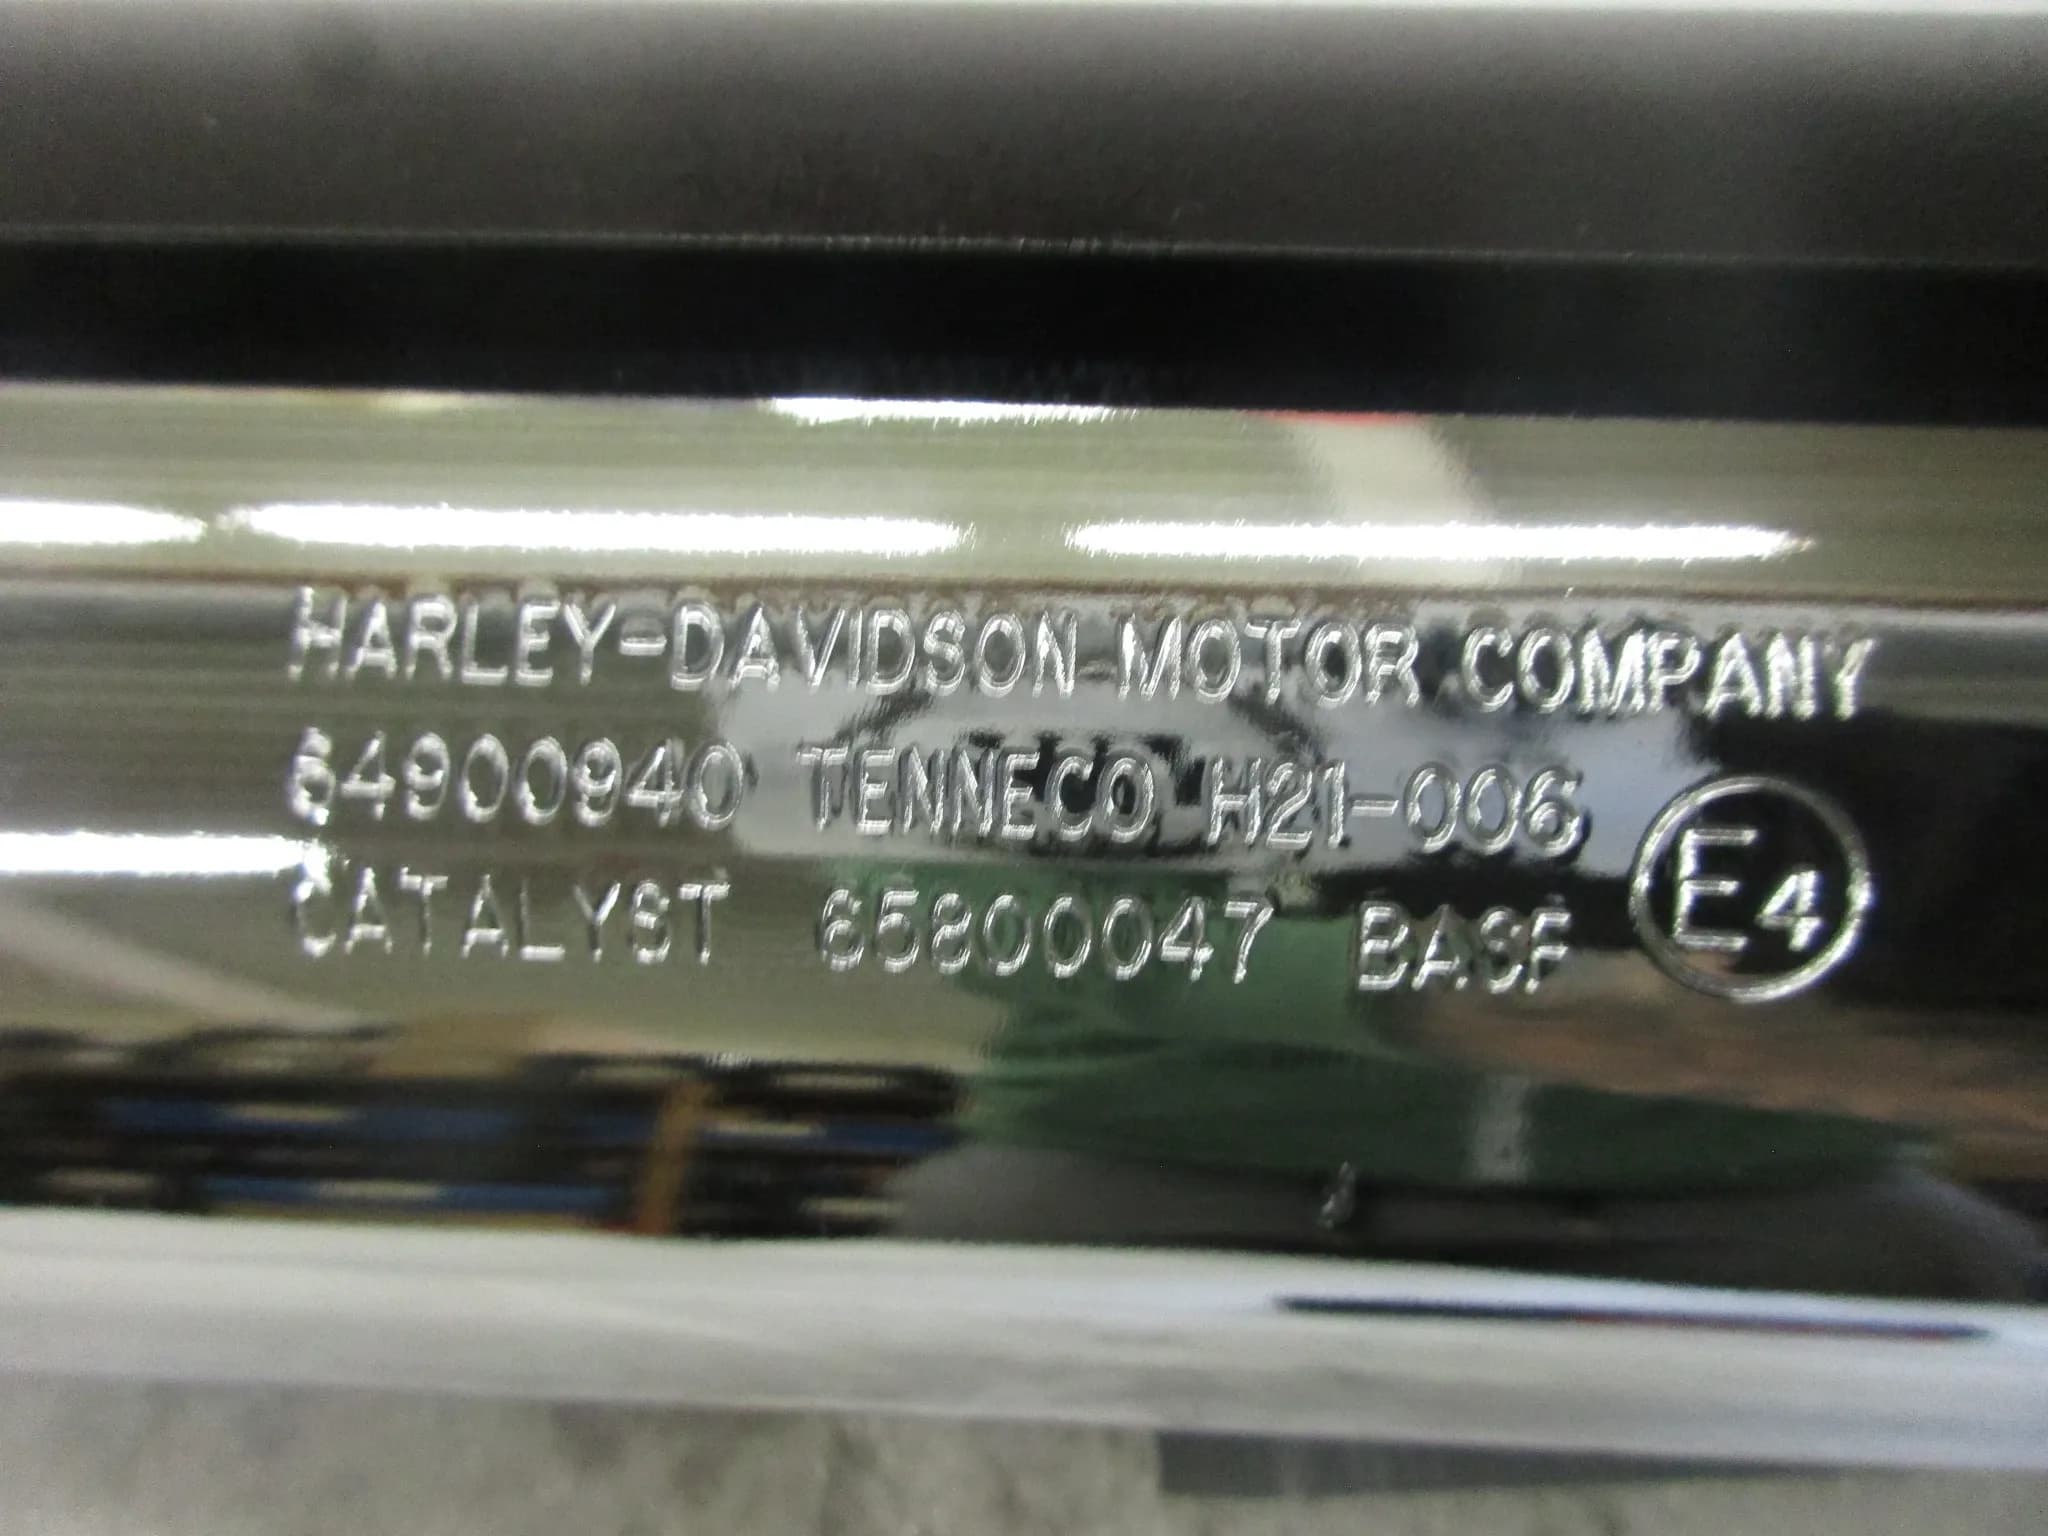 HARLEY-DAVIDSON MOTOR COMPANY
64900940 TENNECO H21-006
CATALYST 65800047 BASF
E4